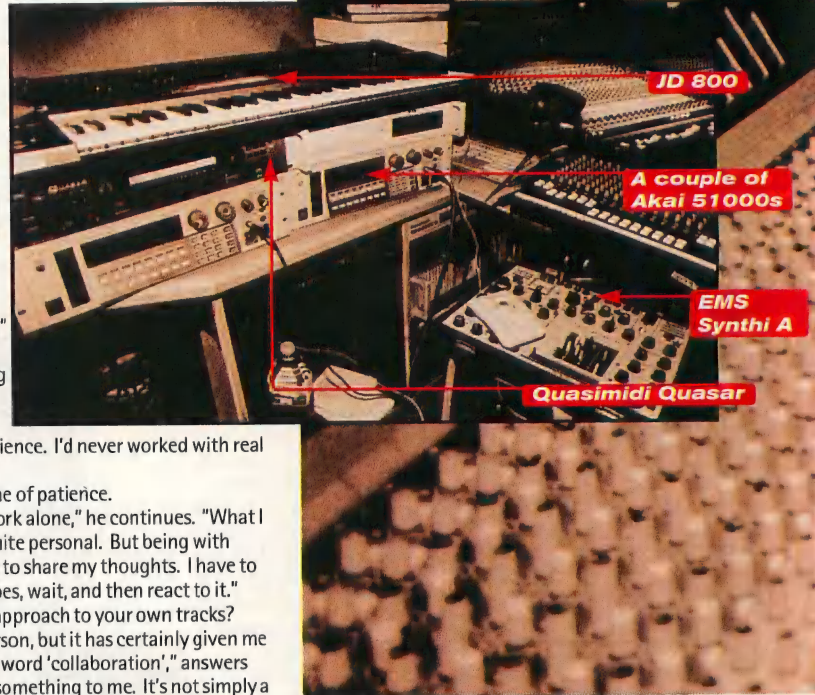 JD 800
A couple of
Akai 51000s
EMS
Synthi A
Quasimidi Quasar
"
g
ience. I'd never worked with real
ne of patience.
ork alone," he continues. "What I
uite personal. But being with
to share my thoughts. I have to
oes, wait, and then react to it."
approach to your own tracks?
rson, but it has certainly given me
word 'collaboration'," answers
something to me. It's not simply a